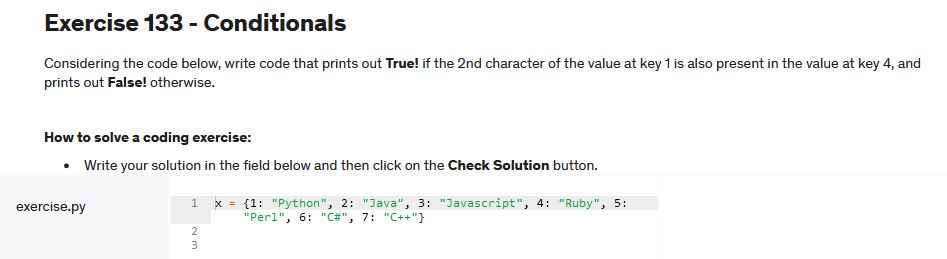 Exercise 133 - Conditionals
Considering the code below, write code that prints out True! if the 2nd character of the value at key 1 is also present in the value at key 4, and
prints out False! otherwise.
How to solve a coding exercise:
• Write your solution in the field below and then click on the Check Solution button.
exercise.py
1 x = {1: "Python", 2: "Java", 3: "Javascript", 4: "Ruby", 5:
"Perl", 6: "C#", 7: "C++"}
2
3